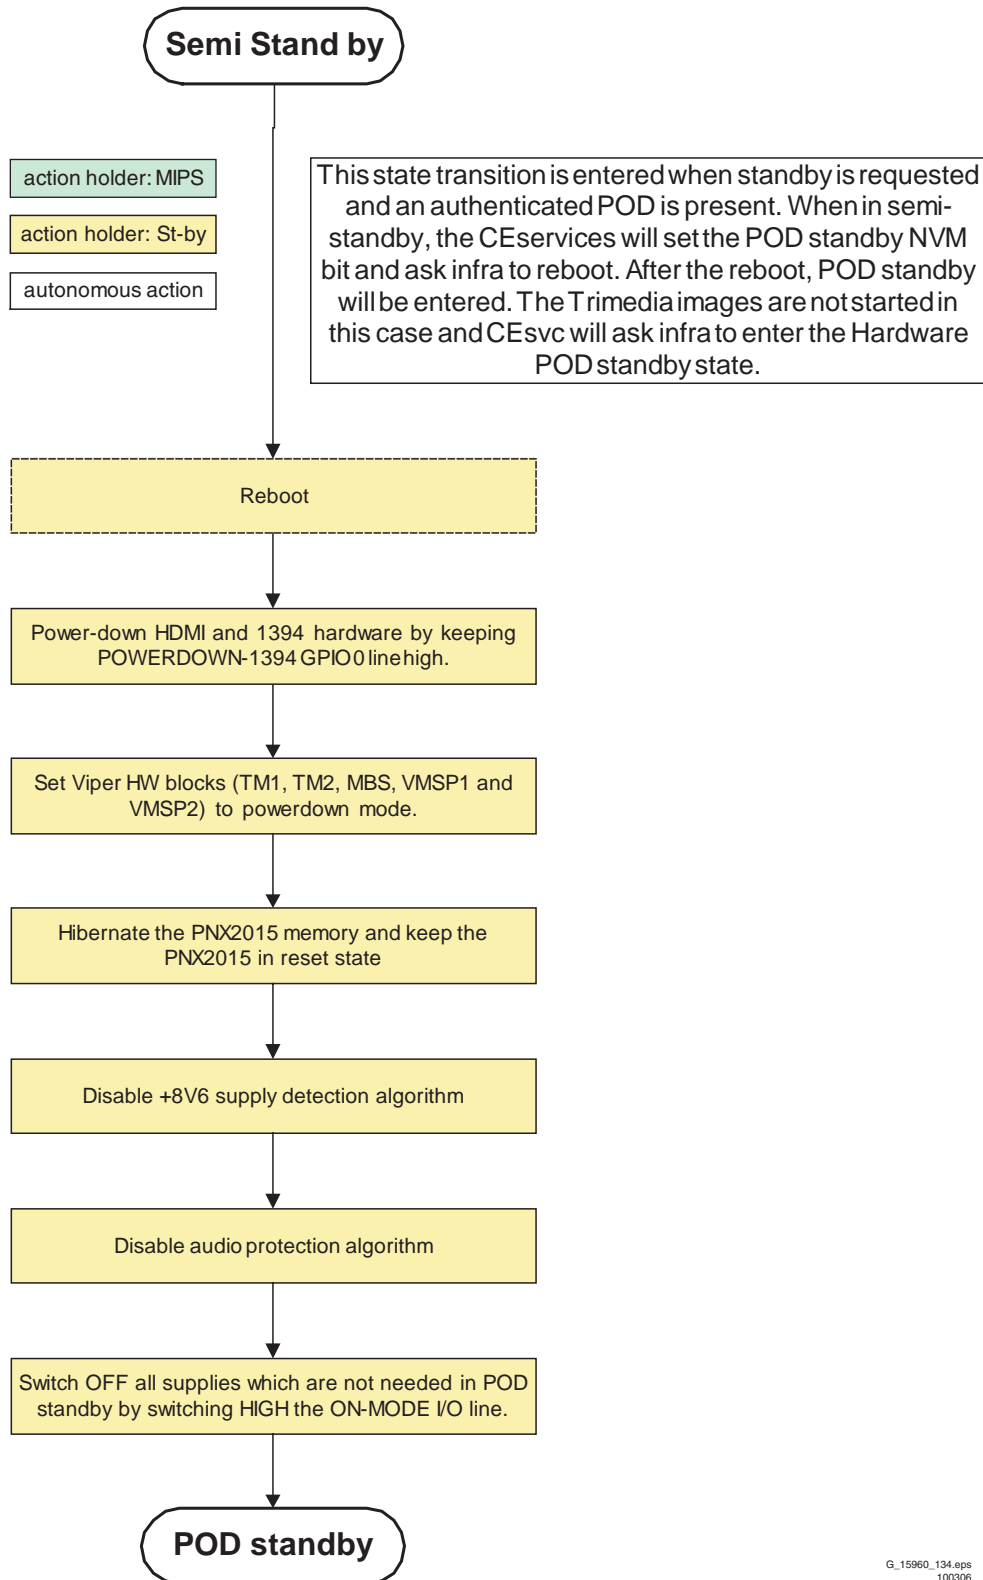 Semi Stand by
action holder: MIPS
action holder: St-by
autonomous action
This state transition is entered when standby is requested
and an authenticated POD is present. When in semi-
standby, the CEservices will set the POD standby NVM
bit and ask infra to reboot. After the reboot, POD standby
will be entered. The Trimedia images are not started in
this case and CEsvc will ask infra to enter the Hardware
POD standby state.
Reboot
Power-down HDMI and 1394 hardware by keeping
POWERDOWN-1394 GPIO0 line high.
Set Viper HW blocks (TM1, TM2, MBS, VMSP1 and
VMSP2) to powerdown mode.
Hibernate the PNX2015 memory and keep the
PNX2015 in reset state
Disable +8V6 supply detection algorithm
Disable audio protection algorithm
Switch OFF all supplies which are not needed in POD
standby by switching HIGH the ON-MODE I/O line.
POD standby
G_15960_134.eps
100306